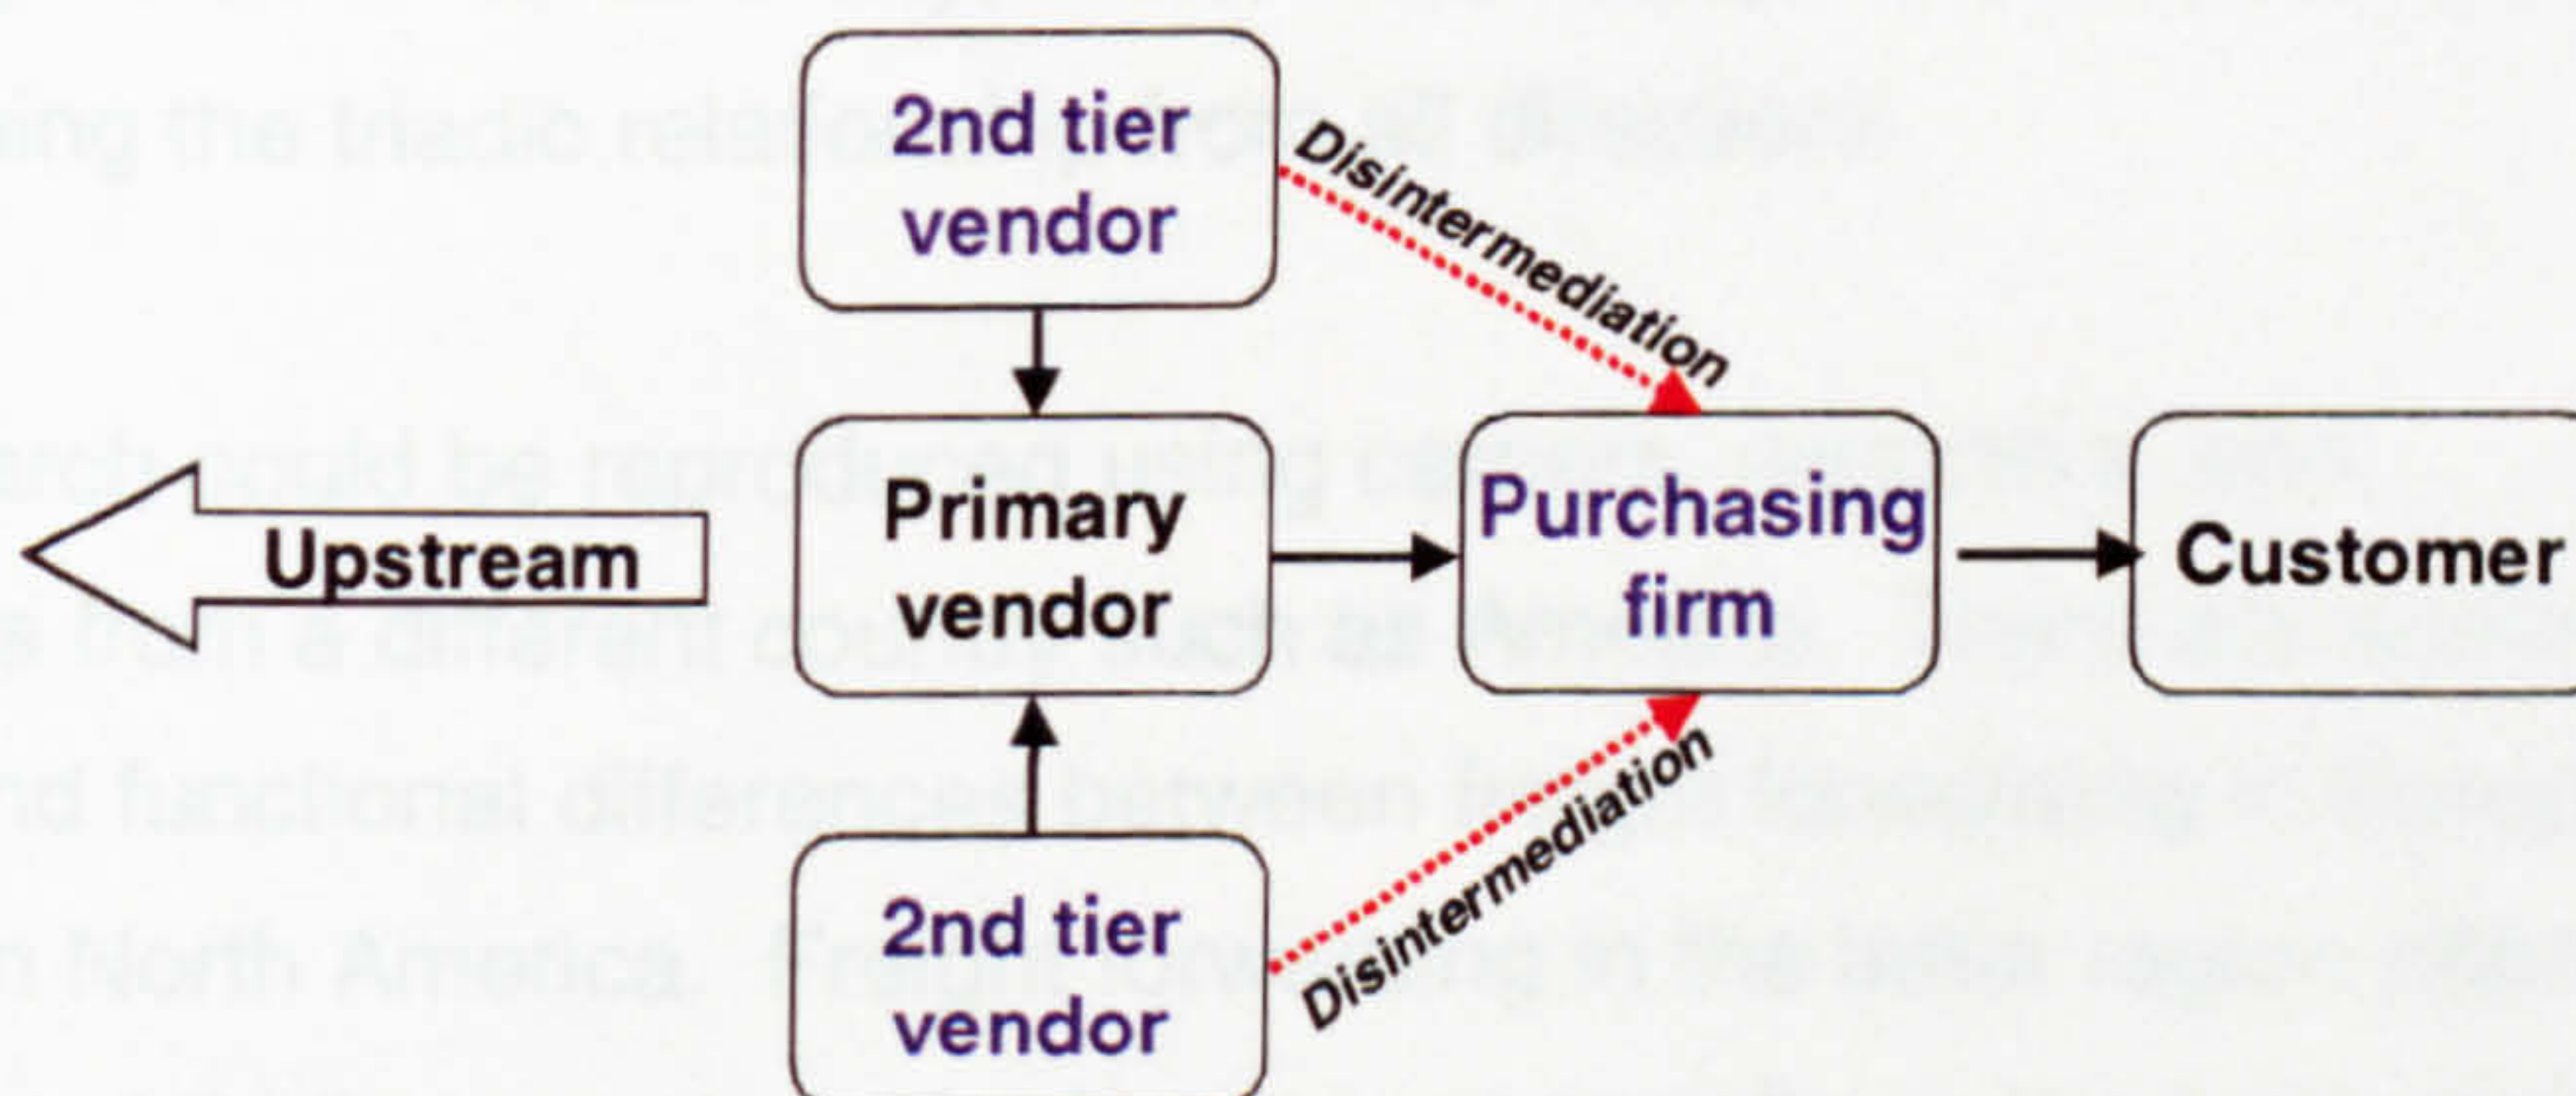 2nd tier
vendor
Disintermediation
Upstream
Primary
vendor
Purchasing
firm
Customer
2nd tier
vendor
Disintermediation